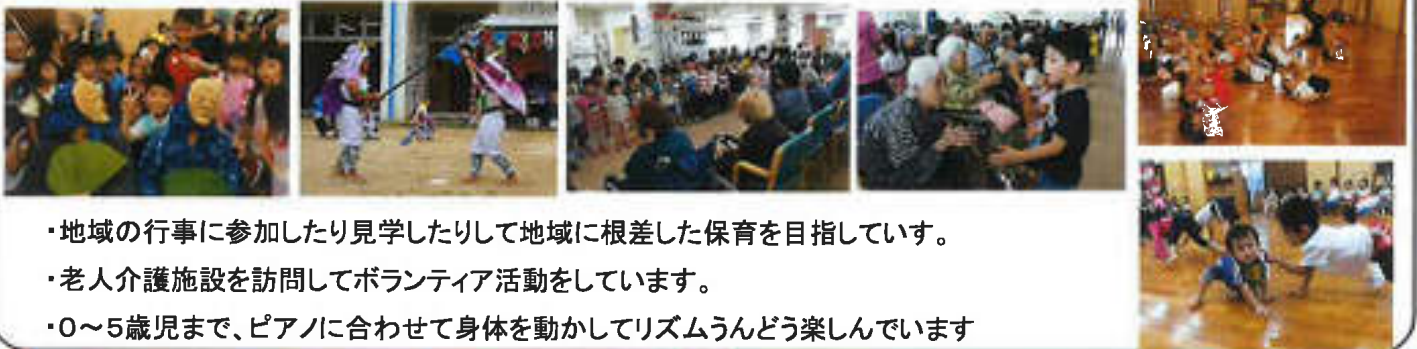 ・地域の行事に参加したり見学したりして地域に根差した保育を目指していす。
・老人介護施設を訪問してボランティア活動をしています。
・０～５歳児まで、ピアノに合わせて身体を動かしてリズムうんどう楽しんでいます